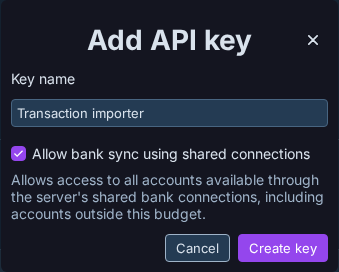 Add API key
Key name
Transaction importer
Allow bank sync using shared connections
Allows access to all accounts available through
the server's shared bank connections, including
accounts outside this budget.
Cancel
Create key